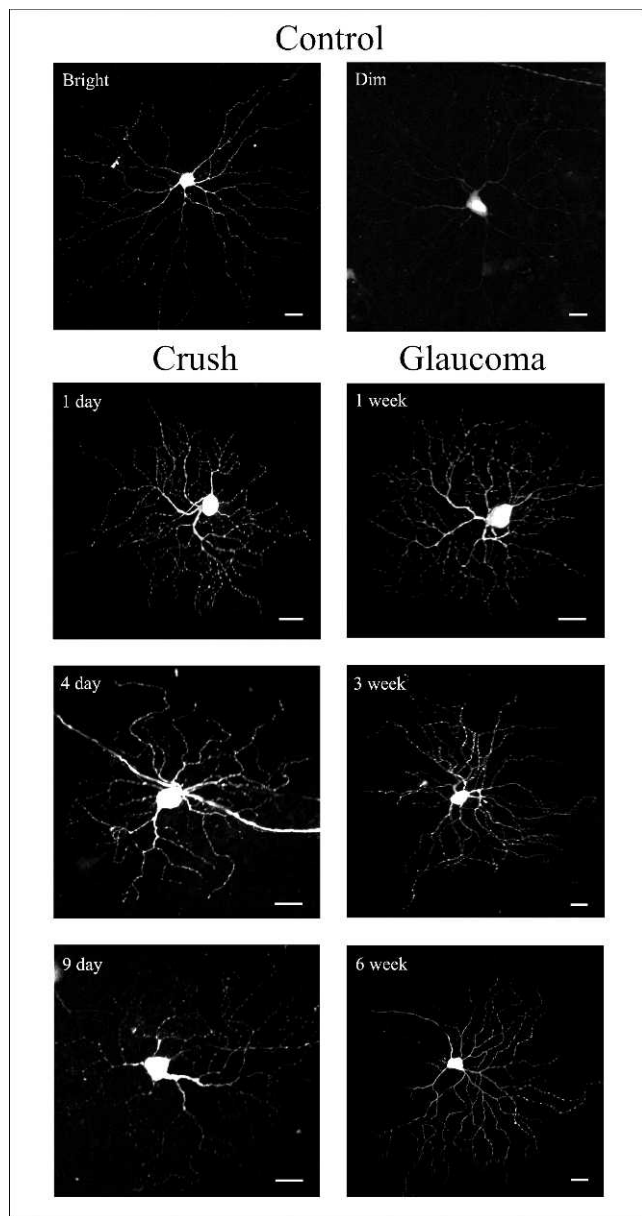 Control
Bright
Dim
Crush
Glaucoma
1 day
1 week
4 day
3 week
9 day
6 week